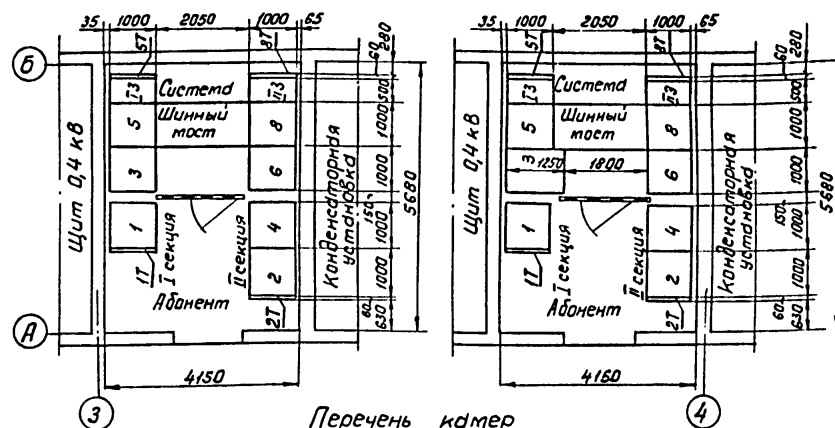 35 1000 2050 1000 65
5Т 8Т
60 280
Б
IЗ Система IIЗ
500
5 Шинный мост 8
1000
3 6
1000
Щит 0,4 кв
Конденсаторная установка
5680
150
1 I секция II секция 4
1000
1Т Абонент 2
1000
2Т
60 630
А
4150
3
35 1000 2050 1000 65
5Т 8Т
60 280
IЗ Система IIЗ
500
5 Шинный мост 8
1000
3 1250 1800 6
1000
Щит 0,4 кв
Конденсаторная установка
5680
150
1 I секция II секция 4
1000
1Т Абонент 2
1000
2Т
60 630
4160
4
Перечень камер